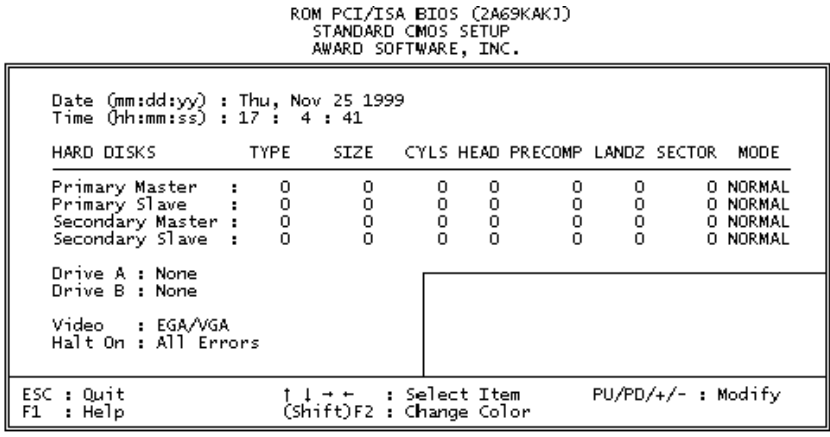 ROM PCI/ISA BIOS (2A69KAKJ)
STANDARD CMOS SETUP
AWARD SOFTWARE, INC.
Date (mm:dd:yy) : Thu, Nov 25 1999
Time (hh:mm:ss) : 17 : 4 : 41
HARD DISKS TYPE SIZE CYLS HEAD PRECOMP LANDZ SECTOR MODE
Primary Master : 0 0 0 0 0 0 0 NORMAL
Primary Slave : 0 0 0 0 0 0 0 NORMAL
Secondary Master : 0 0 0 0 0 0 0 NORMAL
Secondary Slave : 0 0 0 0 0 0 0 NORMAL
Drive A : None
Drive B : None
Video : EGA/VGA
Halt On : All Errors
ESC : Quit ↑ ↓ → ← : Select Item PU/PD/+/- : Modify
F1 : Help (Shift)F2 : Change Color